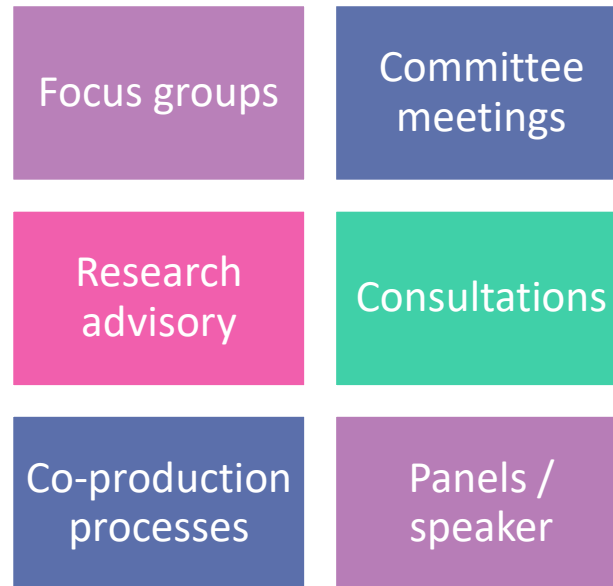 Focus groups
Committee
meetings
Research
advisory
Consultations
Co-production
processes
Panels /
speaker